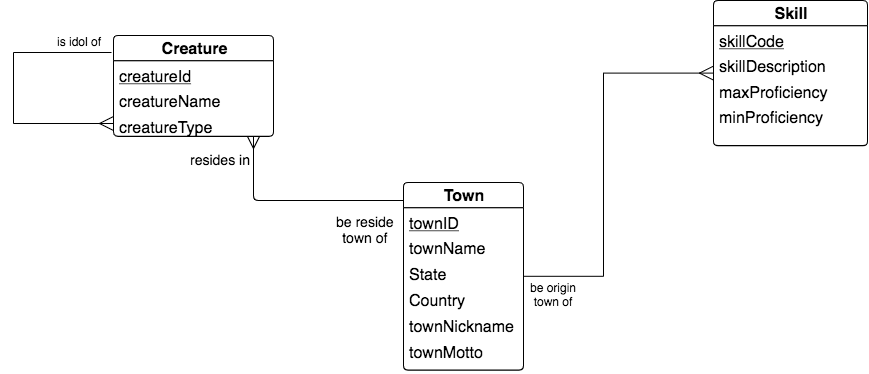 is idol of
Creature
creatureId
creatureName
creatureType
resides in
be reside
town of
Town
townID
townName
State
Country
townNickname
townMotto
be origin
town of
Skill
skillCode
skillDescription
maxProficiency
minProficiency